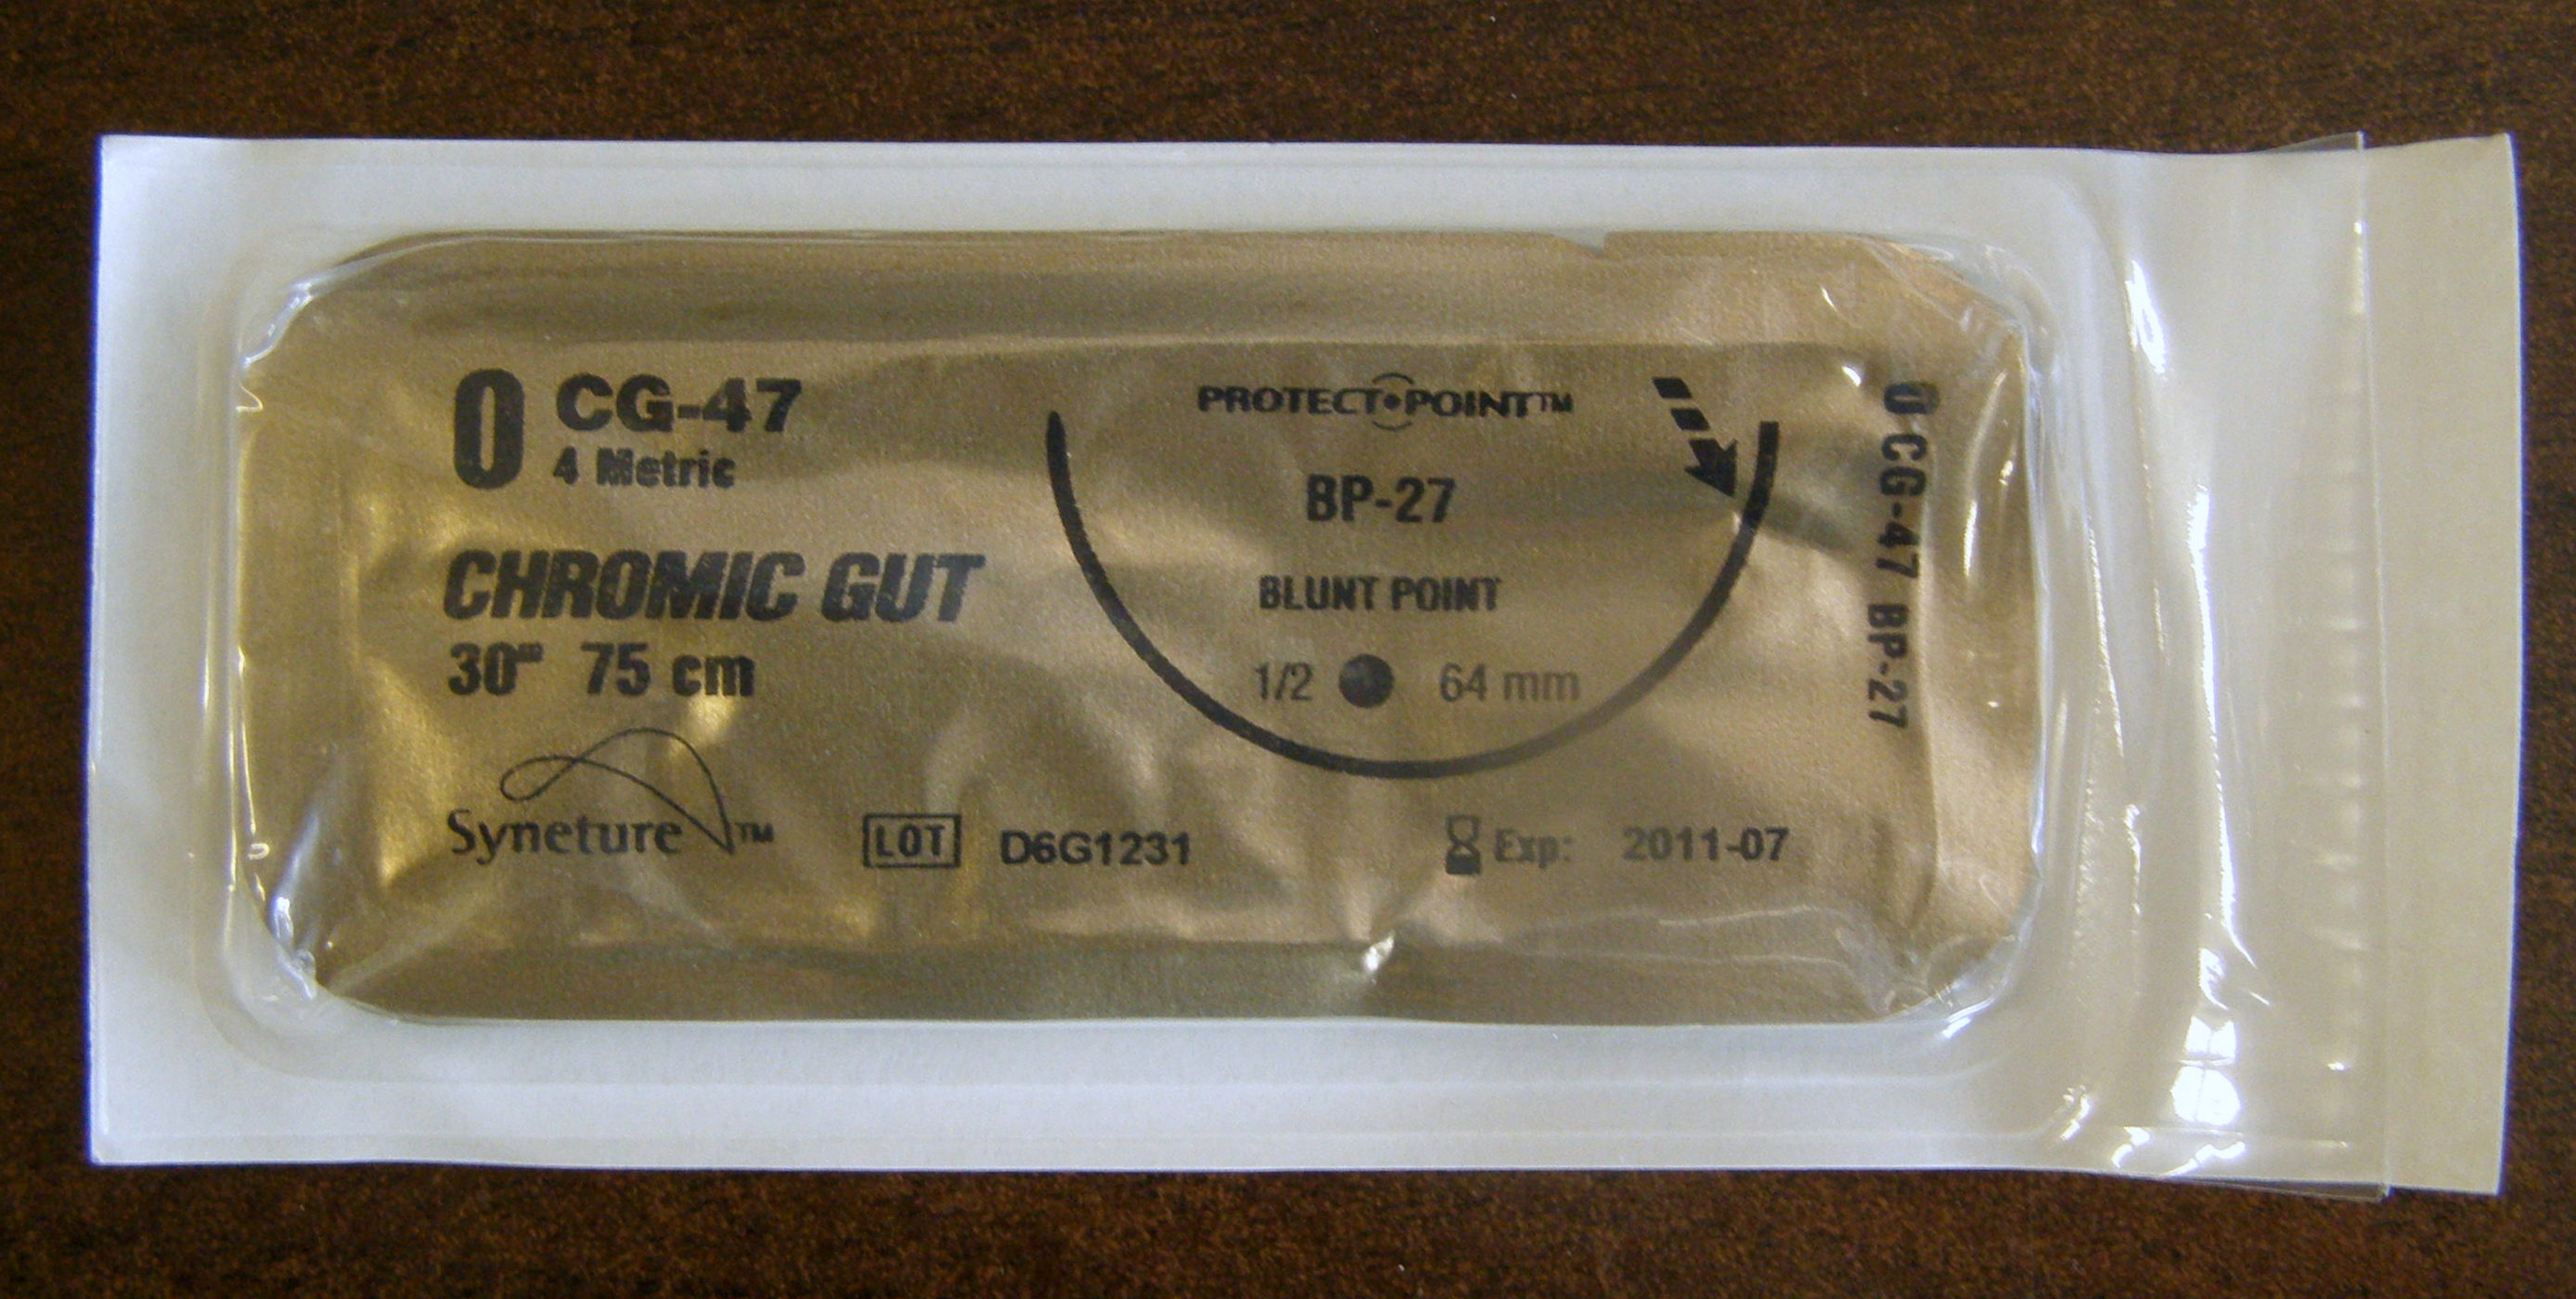 0 CG-47
4 Metric
CHROMIC GUT
30" 75 cm
Syneture™
PROTECT•POINT™
BP-27
BLUNT POINT
1/2 64 mm
LOT D6G1231
Exp: 2011-07
0 CG-47 BP-27